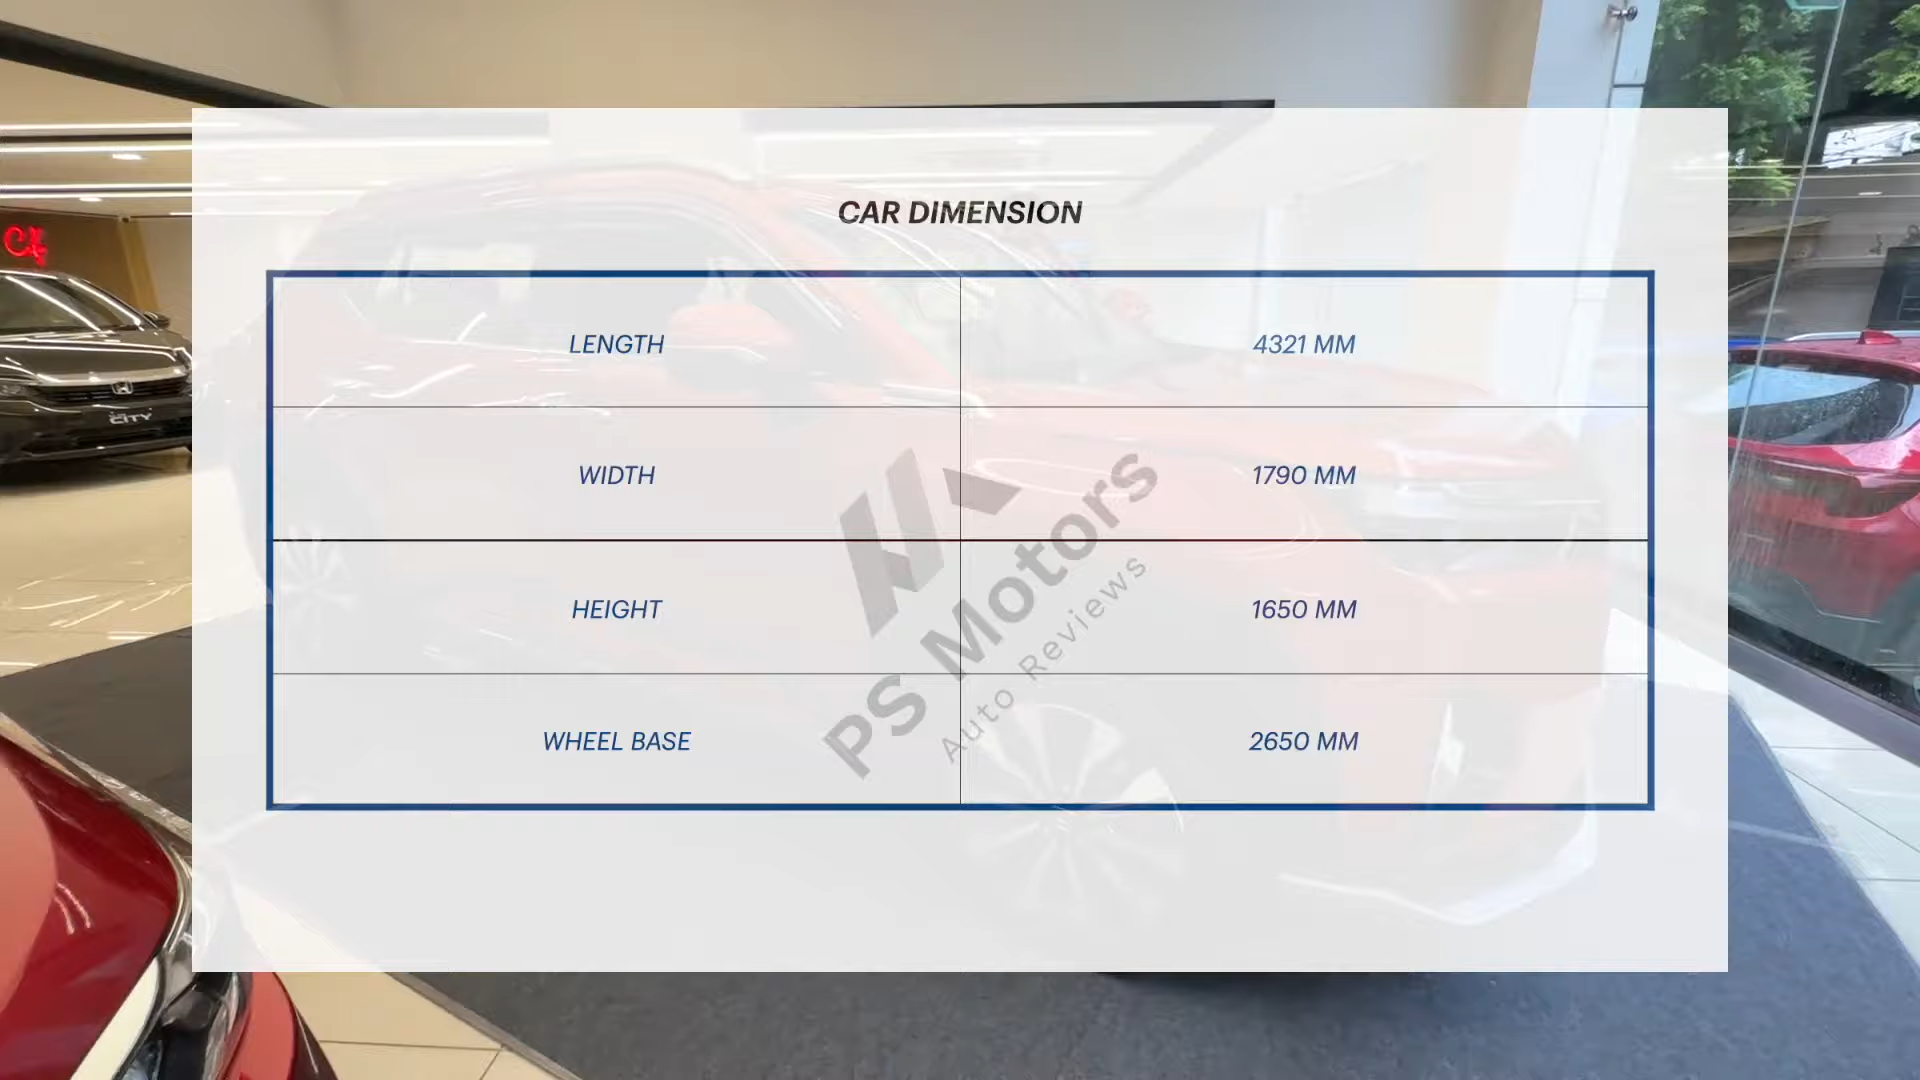 CAR DIMENSION
LENGTH 4321 MM
WIDTH 1790 MM
HEIGHT 1650 MM
WHEEL BASE 2650 MM
PS Motors
Auto Reviews
CITY